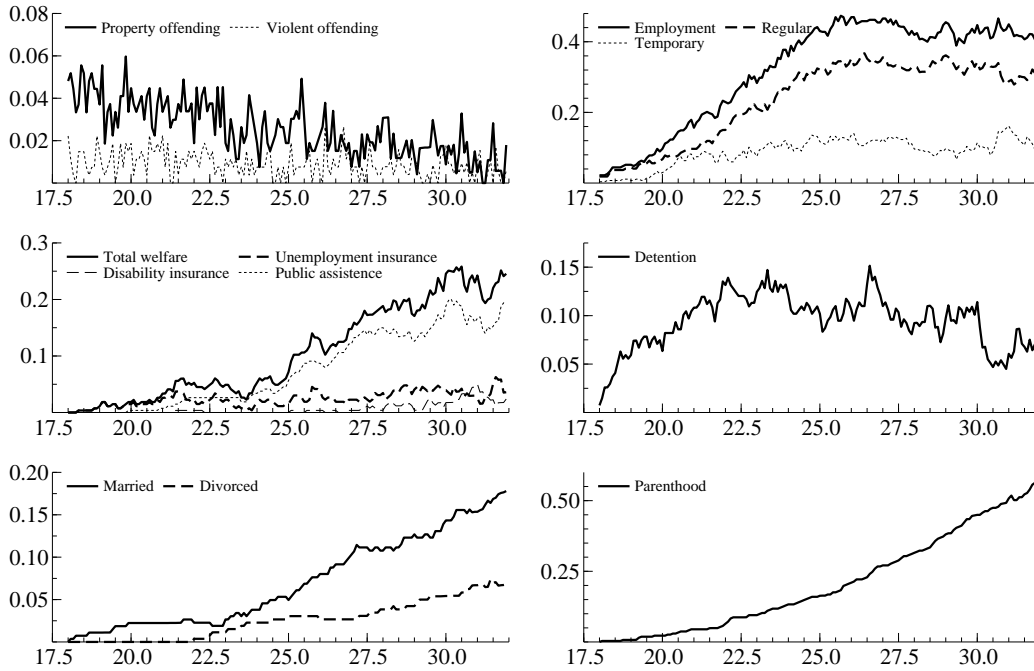 0.08
Property offending Violent offending
0.06
0.04
0.02
17.5 20.0 22.5 25.0 27.5 30.0
Employment Regular
Temporary
0.4
0.2
17.5 20.0 22.5 25.0 27.5 30.0
0.3
Total welfare Unemployment insurance
Disability insurance Public assistence
0.2
0.1
17.5 20.0 22.5 25.0 27.5 30.0
Detention
0.15
0.10
0.05
17.5 20.0 22.5 25.0 27.5 30.0
0.20
Married Divorced
0.15
0.10
0.05
17.5 20.0 22.5 25.0 27.5 30.0
Parenthood
0.50
0.25
17.5 20.0 22.5 25.0 27.5 30.0